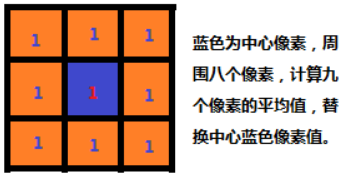 1 1 1
1 1 1
1 1 1
蓝色为中心像素，周
围八个像素，计算九
个像素的平均值，替
换中心蓝色像素值。